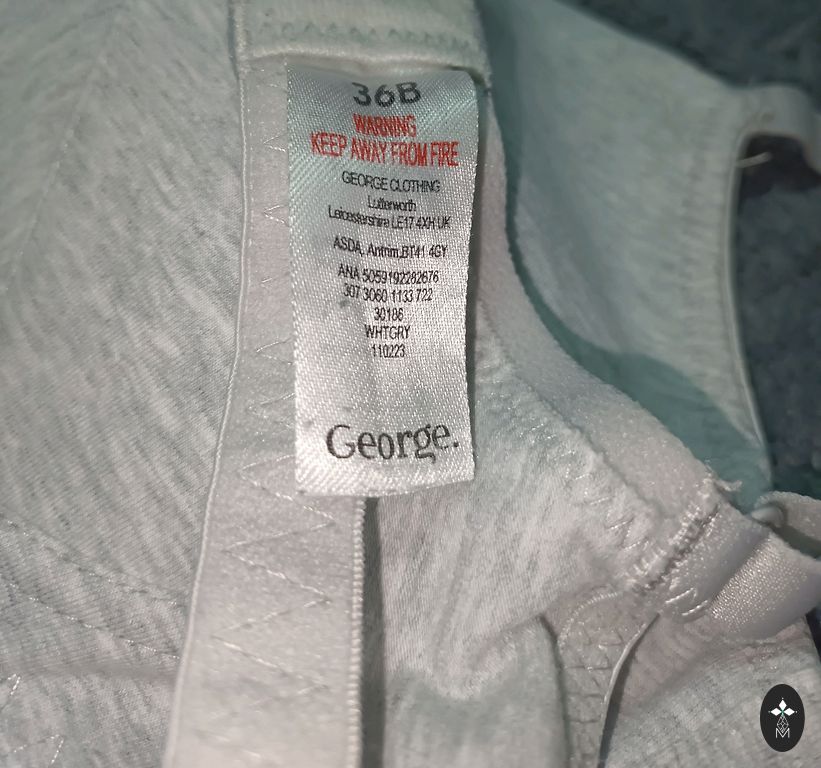 36B
WARNING
KEEP AWAY FROM FIRE
GEORGE CLOTHING
Lutterworth
Leicestershire LE17 4XH UK
ASDA, Antrim,BT41 4GY
ANA 5059192282676
307 3060 1133 722
30186
WHTGRY
110223
George.
M